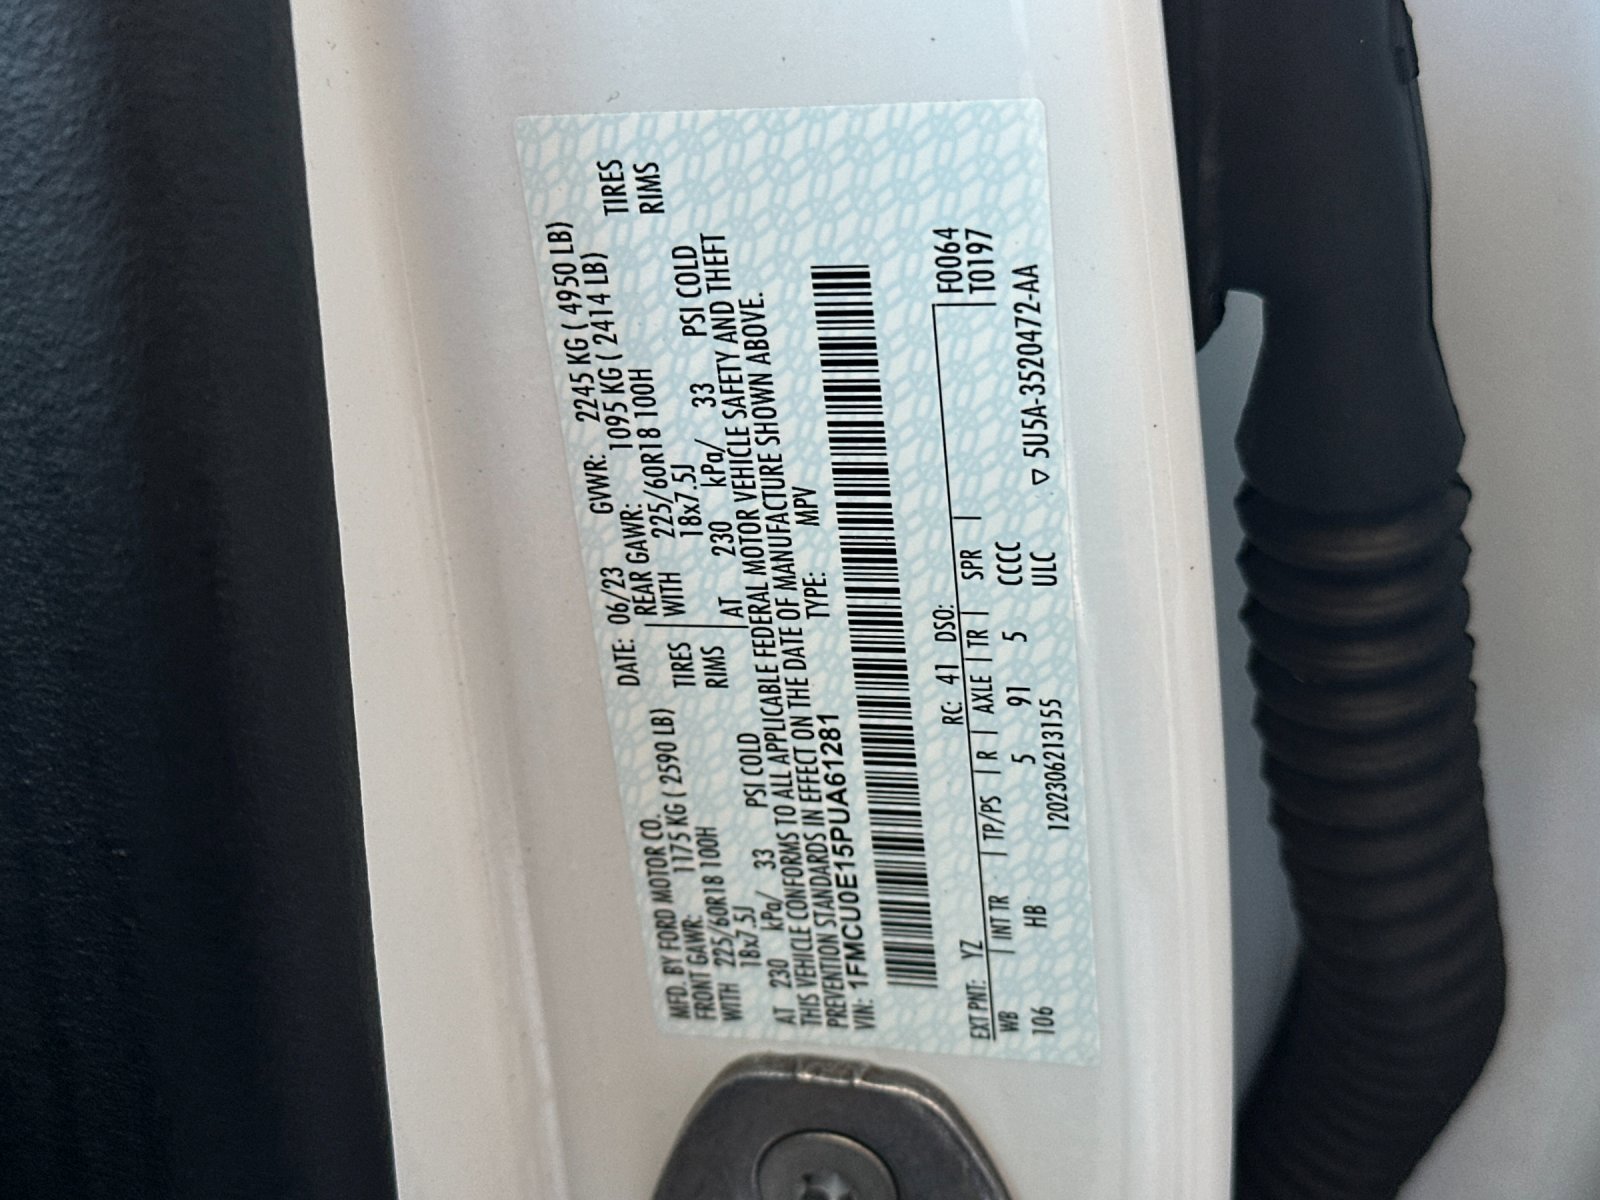 MFD. BY FORD MOTOR CO.
DATE: 06/23 GVWR: 2245 KG ( 4950 LB)
FRONT GAWR: 1175 KG ( 2590 LB) REAR GAWR: 1095 KG ( 2414 LB)
WITH 225/60R18 100H TIRES WITH 225/60R18 100H TIRES
18x7.5J RIMS 18x7.5J RIMS
AT 230 kPa/ 33 PSI COLD AT 230 kPa/ 33 PSI COLD
THIS VEHICLE CONFORMS TO ALL APPLICABLE FEDERAL MOTOR VEHICLE SAFETY AND THEFT
PREVENTION STANDARDS IN EFFECT ON THE DATE OF MANUFACTURE SHOWN ABOVE.
VIN: 1FMCU0E15PUA61281 TYPE: MPV
EXT PNT: YZ RC: 41 DSO: F0064
WB | INT TR | TP/PS | R | AXLE | TR | SPR | T0197
106 HB 5 91 5 CCCC
1202306213155 ULC ▽ 5U5A-3520472-AA